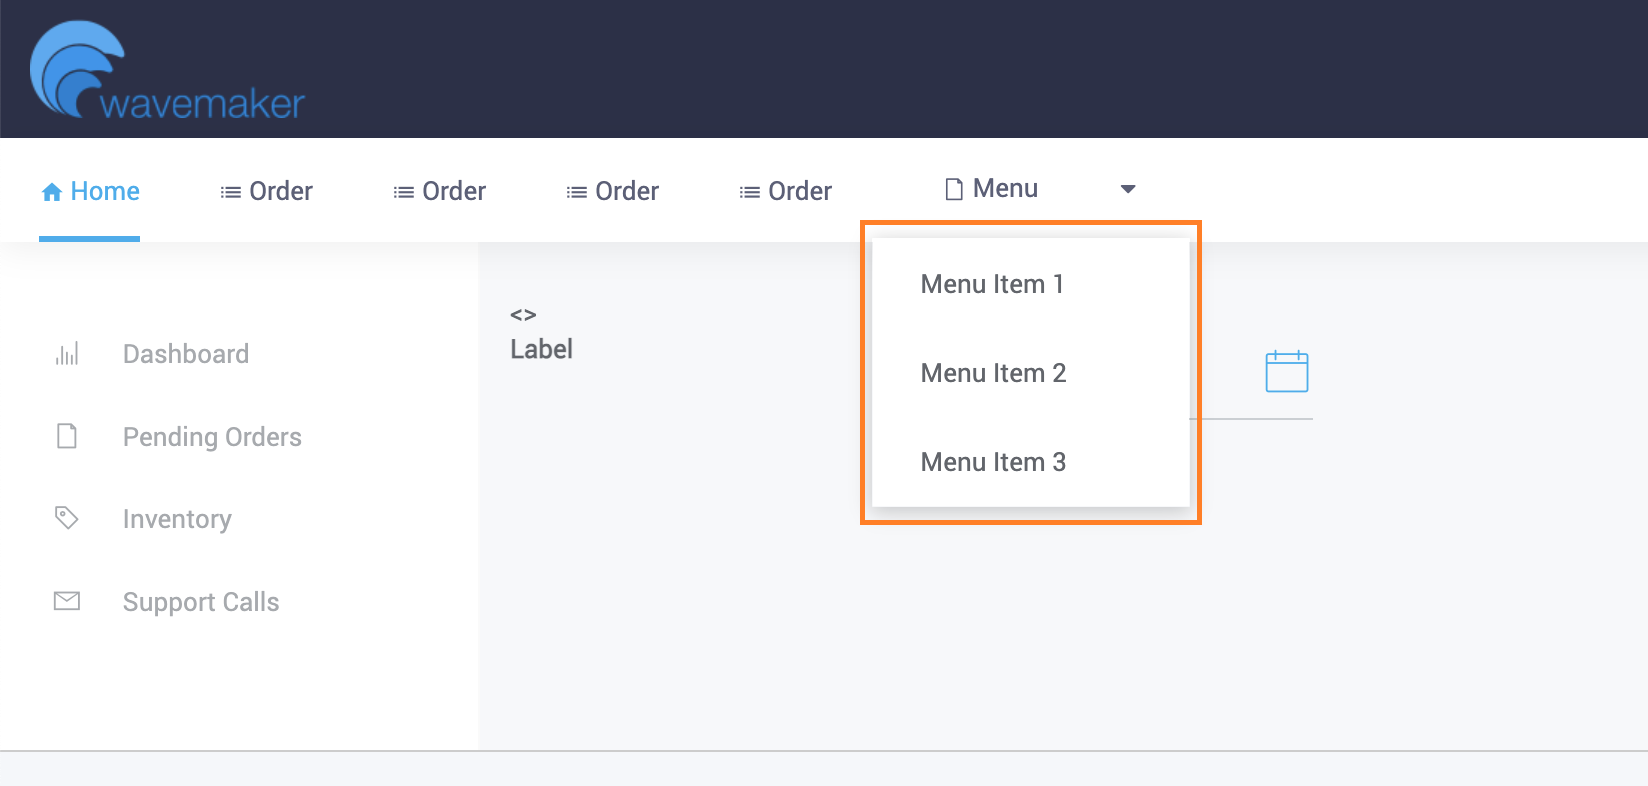 wavemaker
Home Order Order Order Order Menu
Menu Item 1
<>
Label
Dashboard
Menu Item 2
Pending Orders
Menu Item 3
Inventory
Support Calls